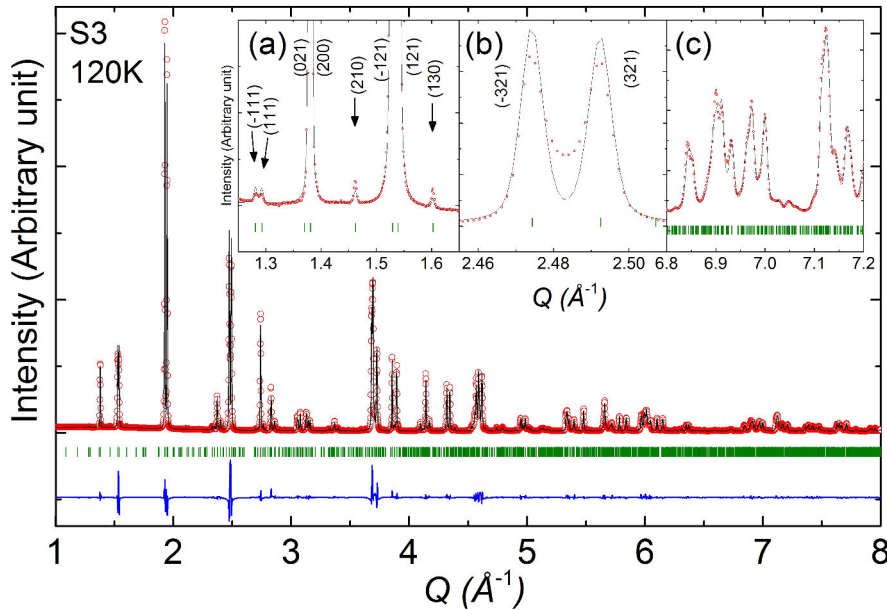 S3
120K
(a)
(b)
(c)
(-111)
(111)
(021)
(200)
(210)
(-121)
(121)
(130)
(-321)
(321)
Intensity (Arbitrary unit)
1.3 1.4 1.5 1.6
2.46 2.48 2.50
6.8 6.9 7.0 7.1 7.2
Q (Å-1)
Intensity (Arbitrary unit)
1 2 3 4 5 6 7 8
Q (Å-1)